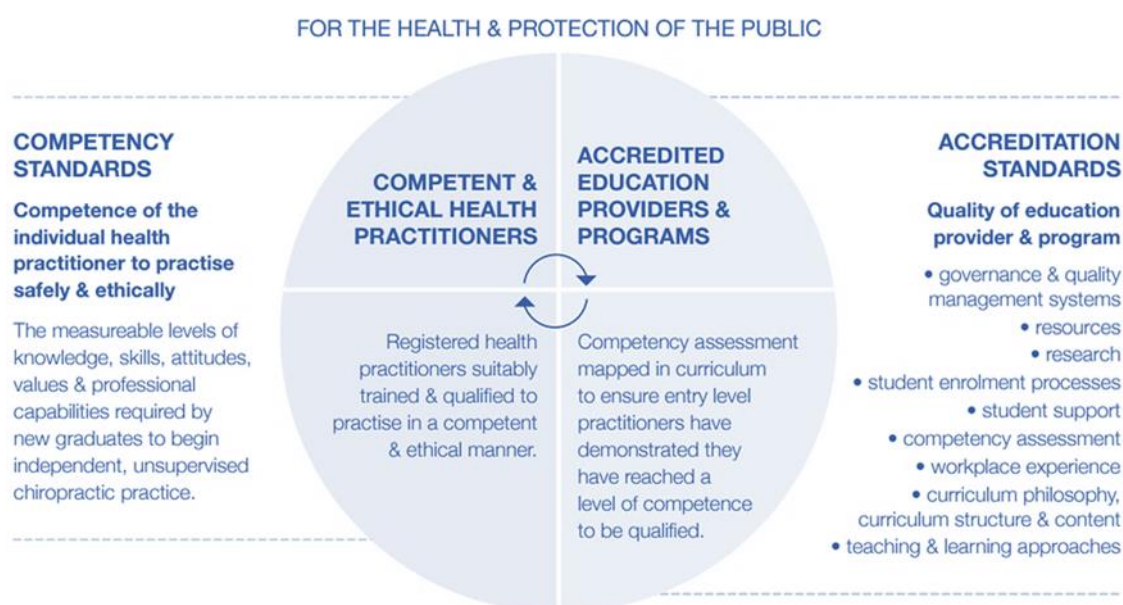 FOR THE HEALTH & PROTECTION OF THE PUBLIC
COMPETENCY
STANDARDS
Competence of the
individual health
practitioner to practise
safely & ethically
The measureable levels of
knowledge, skills, attitudes,
values & professional
capabilities required by
new graduates to begin
independent, unsupervised
chiropractic practice.
COMPETENT &
ETHICAL HEALTH
PRACTITIONERS
Registered health
practitioners suitably
trained & qualified to
practise in a competent
& ethical manner.
ACCREDITED
EDUCATION
PROVIDERS &
PROGRAMS
Competency assessment
mapped in curriculum
to ensure entry level
practitioners have
demonstrated they
have reached a
level of competence
to be qualified.
ACCREDITATION
STANDARDS
Quality of education
provider & program
• governance & quality
management systems
• resources
• research
• student enrolment processes
• student support
• competency assessment
• workplace experience
• curriculum philosophy,
curriculum structure & content
• teaching & learning approaches